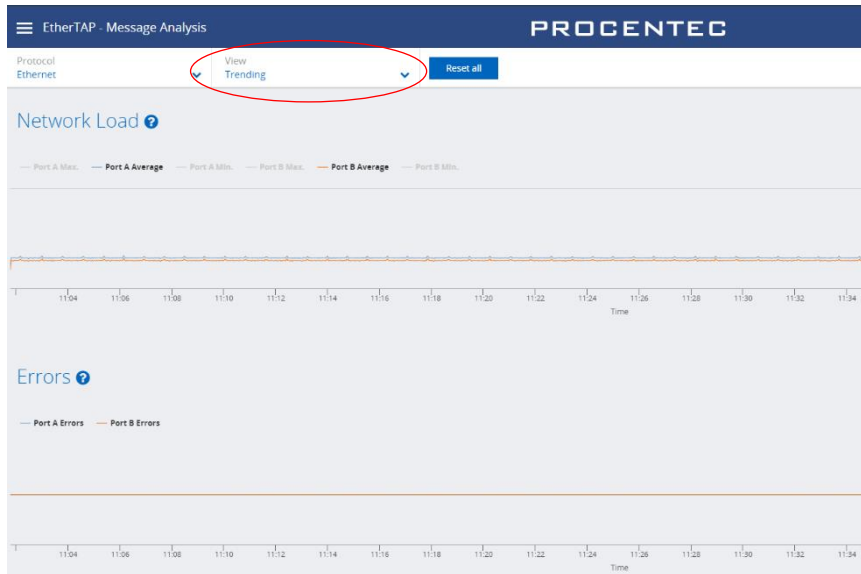 EtherTAP - Message Analysis
PROCENTEC
Protocol
Ethernet
View
Trending
Reset all
Network Load ?
Port A Max. Port A Average Port A Min. Port B Max. Port B Average Port B Min.
11:04 11:06 11:08 11:10 11:12 11:14 11:16 11:18 11:20 11:22 11:24 11:26 11:28 11:30 11:32 11:34
Time
Errors ?
Port A Errors Port B Errors
11:04 11:06 11:08 11:10 11:12 11:14 11:16 11:18 11:20 11:22 11:24 11:26 11:28 11:30 11:32 11:34
Time